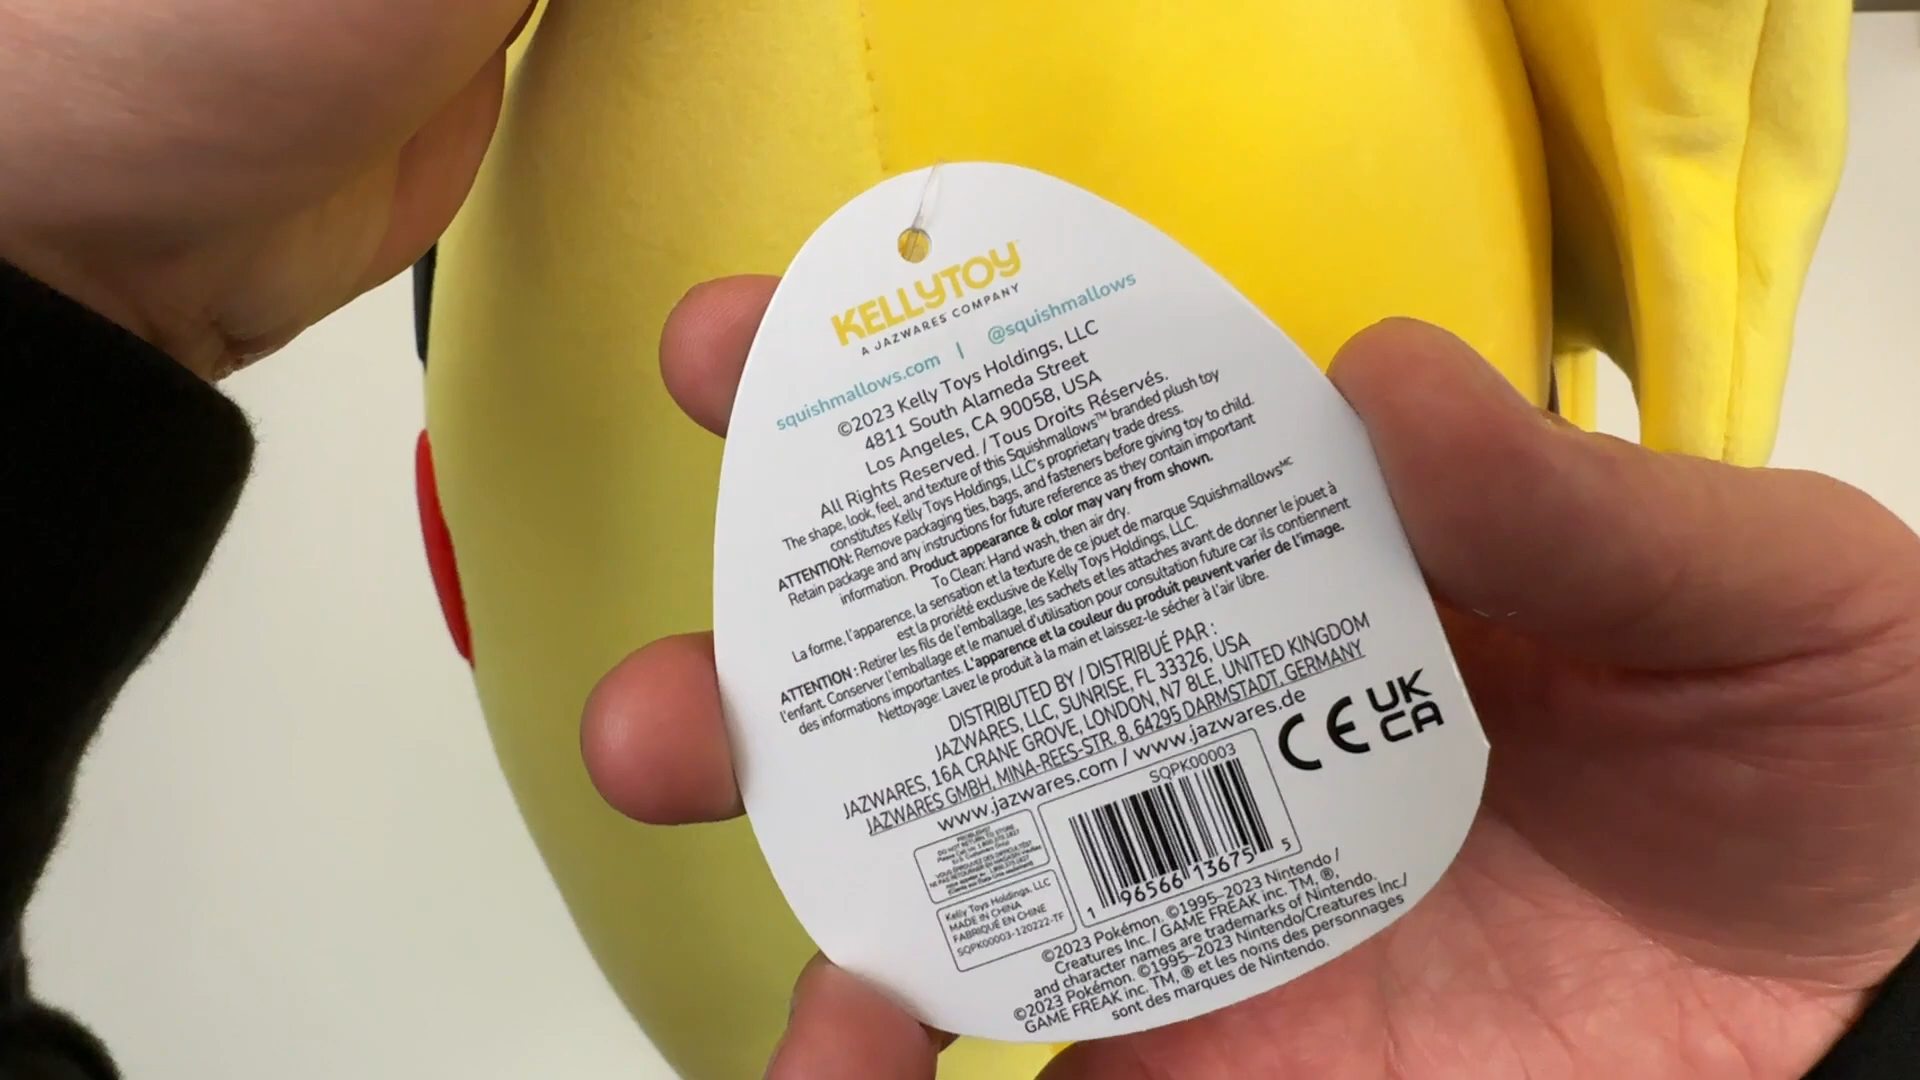 KELLYTOY
A JAZWARES COMPANY
squishmallows.com | @squishmallows
©2023 Kelly Toys Holdings, LLC
4811 South Alameda Street
Los Angeles, CA 90058, USA
All Rights Reserved. / Tous Droits Réservés.
The shape, look, feel, and texture of this Squishmallows™ branded plush toy
constitutes Kelly Toys Holdings, LLC's proprietary trade dress.
ATTENTION: Remove packaging ties, bags, and fasteners before giving toy to child.
Retain package and any instructions for future reference as they contain important
information. Product appearance & color may vary from shown.
To Clean: Hand wash, then air dry.
La forme, l'apparence, la sensation et la texture de ce jouet de marque Squishmallowsᴹᶜ
est la priété exclusive de Kelly Toys Holdings, LLC.
ATTENTION : Retirer les fils de l'emballage, les sachets et les attaches avant de donner le jouet à
l'enfant. Conserver l'emballage et le manuel d'utilisation pour consultation future car ils contiennent
des informations importantes. L'apparence et la couleur du produit peuvent varier de l'image.
Nettoyage: Lavez le produit à la main et laissez-le sécher à l'air libre.
DISTRIBUTED BY / DISTRIBUÉ PAR :
JAZWARES, LLC, SUNRISE, FL 33326, USA
JAZWARES, 16A CRANE GROVE, LONDON, N7 8LE, UNITED KINGDOM
JAZWARES GMBH, MINA-REES-STR. 8, 64295 DARMSTADT, GERMANY
www.jazwares.com / www.jazwares.de
CE UK
CA
SQPK00003
1 96566 13675 5
PROBLEMS?
DO NOT RETURN TO STORE
Kelly Toys Holdings, LLC
MADE IN CHINA
FABRIQUÉ EN CHINE
SQPK00003-120222-TF
©2023 Pokémon. ©1995–2023 Nintendo /
Creatures Inc. / GAME FREAK inc. TM, ®,
and character names are trademarks of Nintendo.
©2023 Pokémon. ©1995–2023 Nintendo/Creatures Inc./
GAME FREAK inc. TM, ® et les noms des personnages
sont des marques de Nintendo.